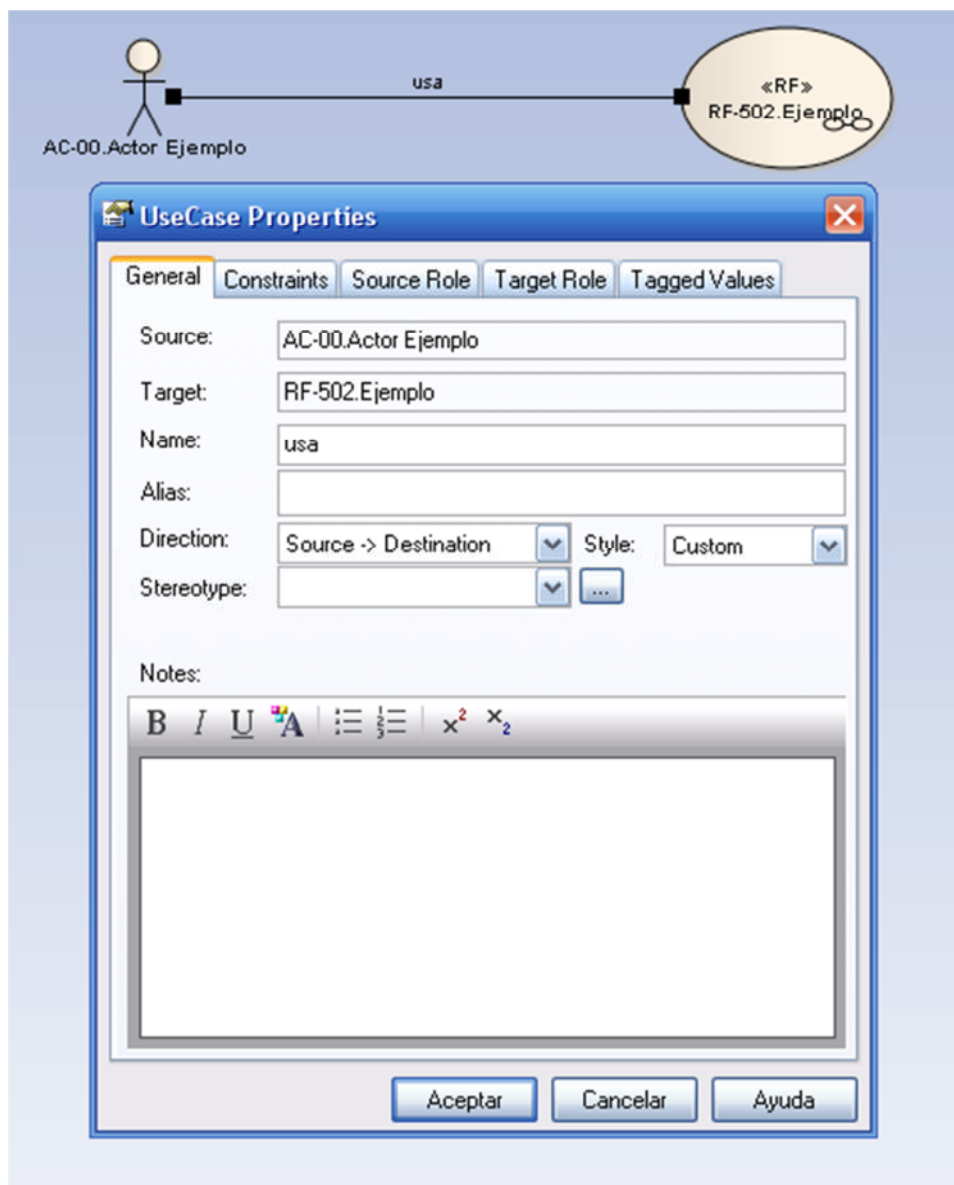 usa
«RF»
RF-502.Ejemplo
AC-00.Actor Ejemplo
UseCase Properties
General Constraints Source Role Target Role Tagged Values
Source: AC-00.Actor Ejemplo
Target: RF-502.Ejemplo
Name: usa
Alias:
Direction: Source -> Destination Style: Custom
Stereotype: ...
Notes:
B I U A x² x₂
Aceptar Cancelar Ayuda